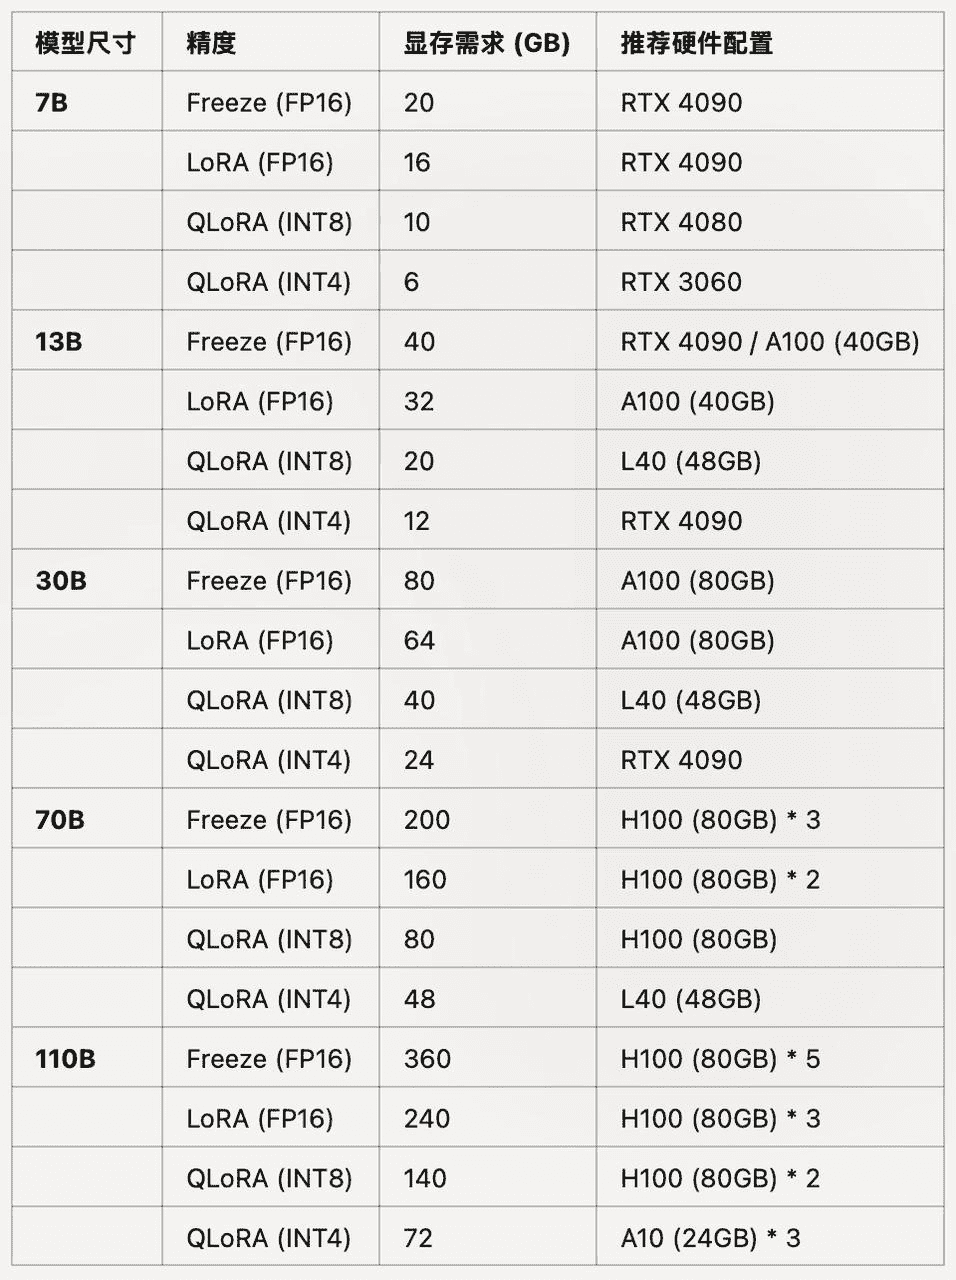 模型尺寸 精度 显存需求 (GB) 推荐硬件配置
7B Freeze (FP16) 20 RTX 4090
LoRA (FP16) 16 RTX 4090
QLoRA (INT8) 10 RTX 4080
QLoRA (INT4) 6 RTX 3060
13B Freeze (FP16) 40 RTX 4090 / A100 (40GB)
LoRA (FP16) 32 A100 (40GB)
QLoRA (INT8) 20 L40 (48GB)
QLoRA (INT4) 12 RTX 4090
30B Freeze (FP16) 80 A100 (80GB)
LoRA (FP16) 64 A100 (80GB)
QLoRA (INT8) 40 L40 (48GB)
QLoRA (INT4) 24 RTX 4090
70B Freeze (FP16) 200 H100 (80GB) * 3
LoRA (FP16) 160 H100 (80GB) * 2
QLoRA (INT8) 80 H100 (80GB)
QLoRA (INT4) 48 L40 (48GB)
110B Freeze (FP16) 360 H100 (80GB) * 5
LoRA (FP16) 240 H100 (80GB) * 3
QLoRA (INT8) 140 H100 (80GB) * 2
QLoRA (INT4) 72 A10 (24GB) * 3